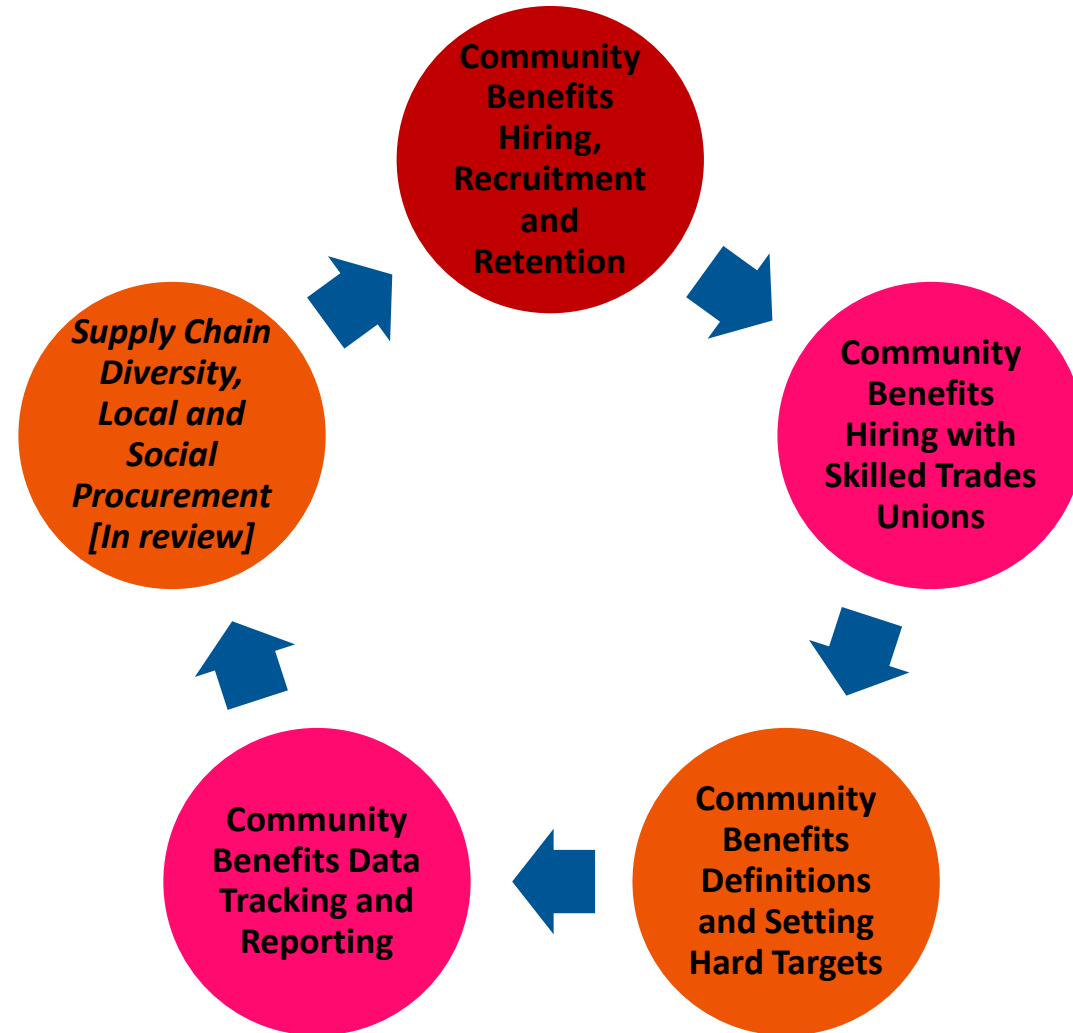 Community
Benefits
Hiring,
Recruitment
and
Retention
Community
Benefits
Hiring with
Skilled Trades
Unions
Community
Benefits
Definitions
and Setting
Hard Targets
Community
Benefits Data
Tracking and
Reporting
Supply Chain
Diversity,
Local and
Social
Procurement
[In review]